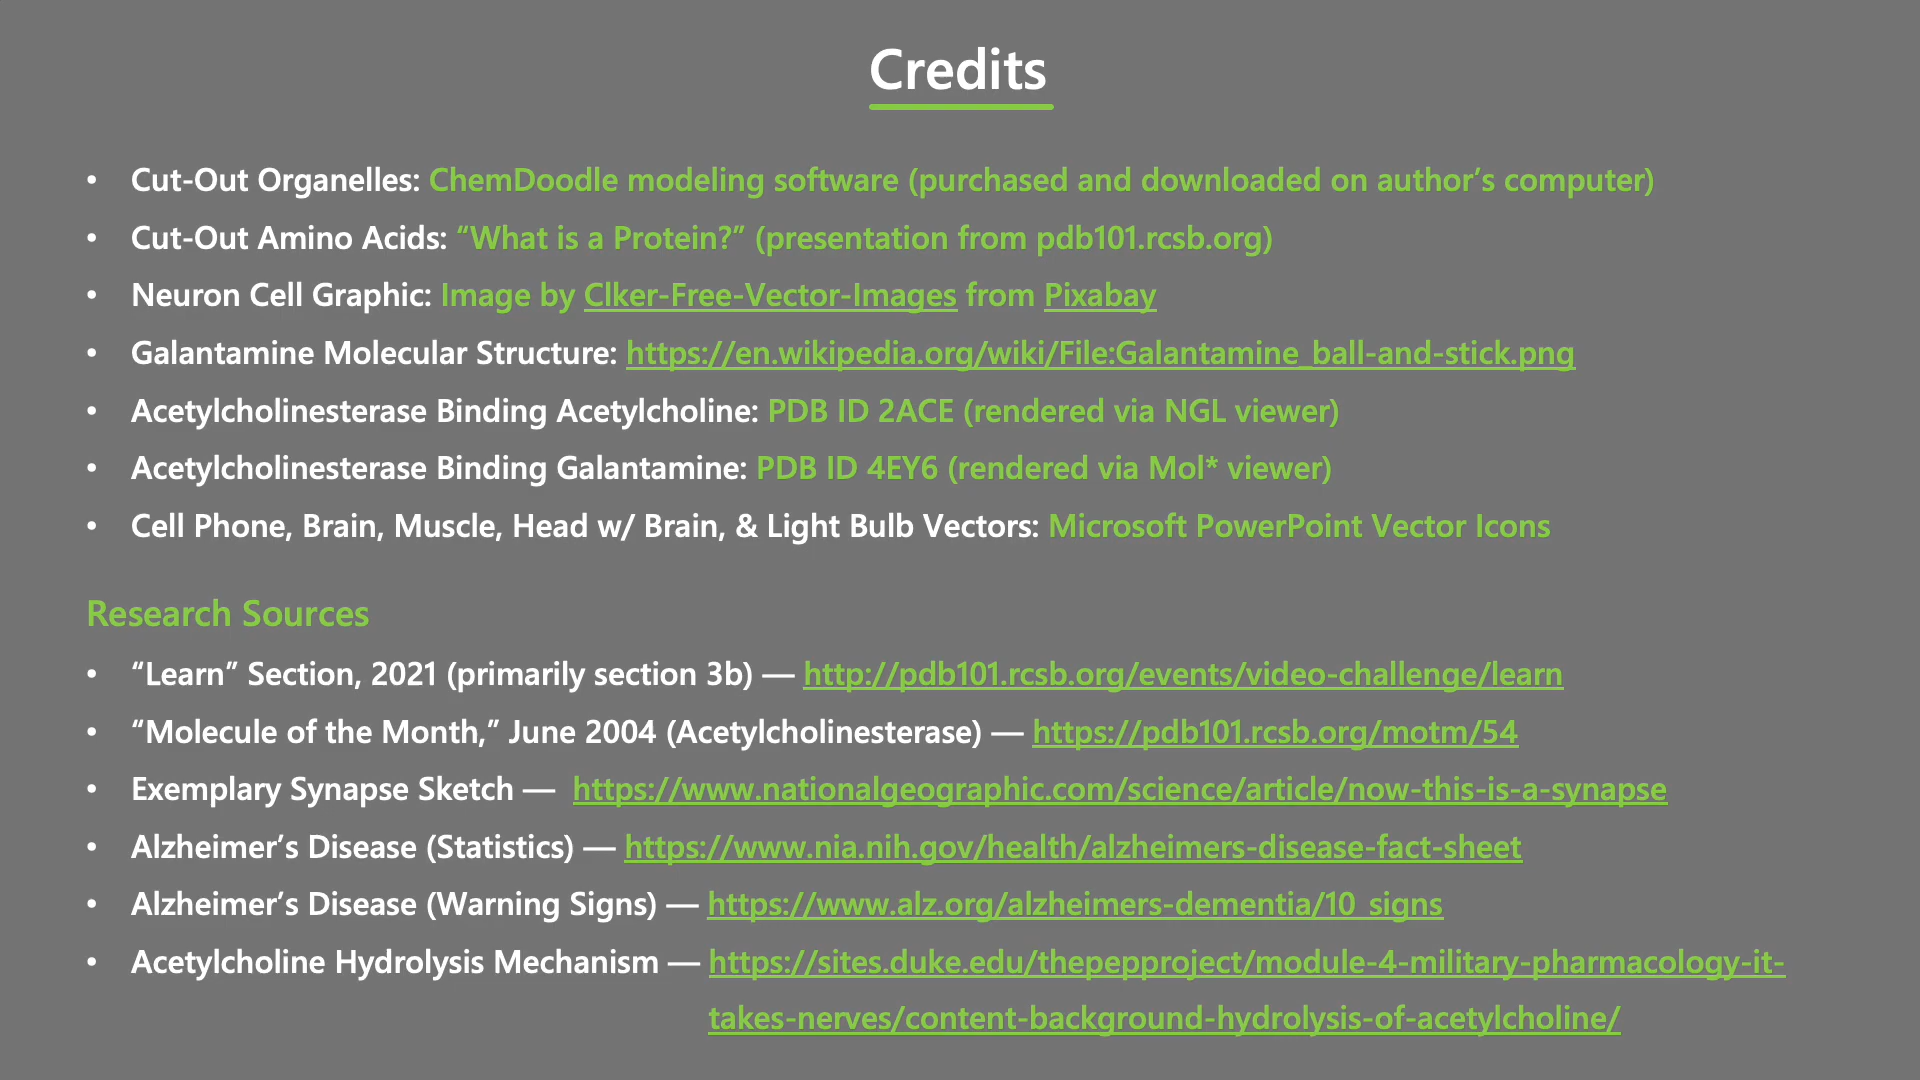 Credits
• Cut-Out Organelles: ChemDoodle modeling software (purchased and downloaded on author’s computer)
• Cut-Out Amino Acids: “What is a Protein?” (presentation from pdb101.rcsb.org)
• Neuron Cell Graphic: Image by Clker-Free-Vector-Images from Pixabay
• Galantamine Molecular Structure: https://en.wikipedia.org/wiki/File:Galantamine_ball-and-stick.png
• Acetylcholinesterase Binding Acetylcholine: PDB ID 2ACE (rendered via NGL viewer)
• Acetylcholinesterase Binding Galantamine: PDB ID 4EY6 (rendered via Mol* viewer)
• Cell Phone, Brain, Muscle, Head w/ Brain, & Light Bulb Vectors: Microsoft PowerPoint Vector Icons
Research Sources
• “Learn” Section, 2021 (primarily section 3b) — http://pdb101.rcsb.org/events/video-challenge/learn
• “Molecule of the Month,” June 2004 (Acetylcholinesterase) — https://pdb101.rcsb.org/motm/54
• Exemplary Synapse Sketch — https://www.nationalgeographic.com/science/article/now-this-is-a-synapse
• Alzheimer’s Disease (Statistics) — https://www.nia.nih.gov/health/alzheimers-disease-fact-sheet
• Alzheimer’s Disease (Warning Signs) — https://www.alz.org/alzheimers-dementia/10_signs
• Acetylcholine Hydrolysis Mechanism — https://sites.duke.edu/thepepproject/module-4-military-pharmacology-it-
takes-nerves/content-background-hydrolysis-of-acetylcholine/